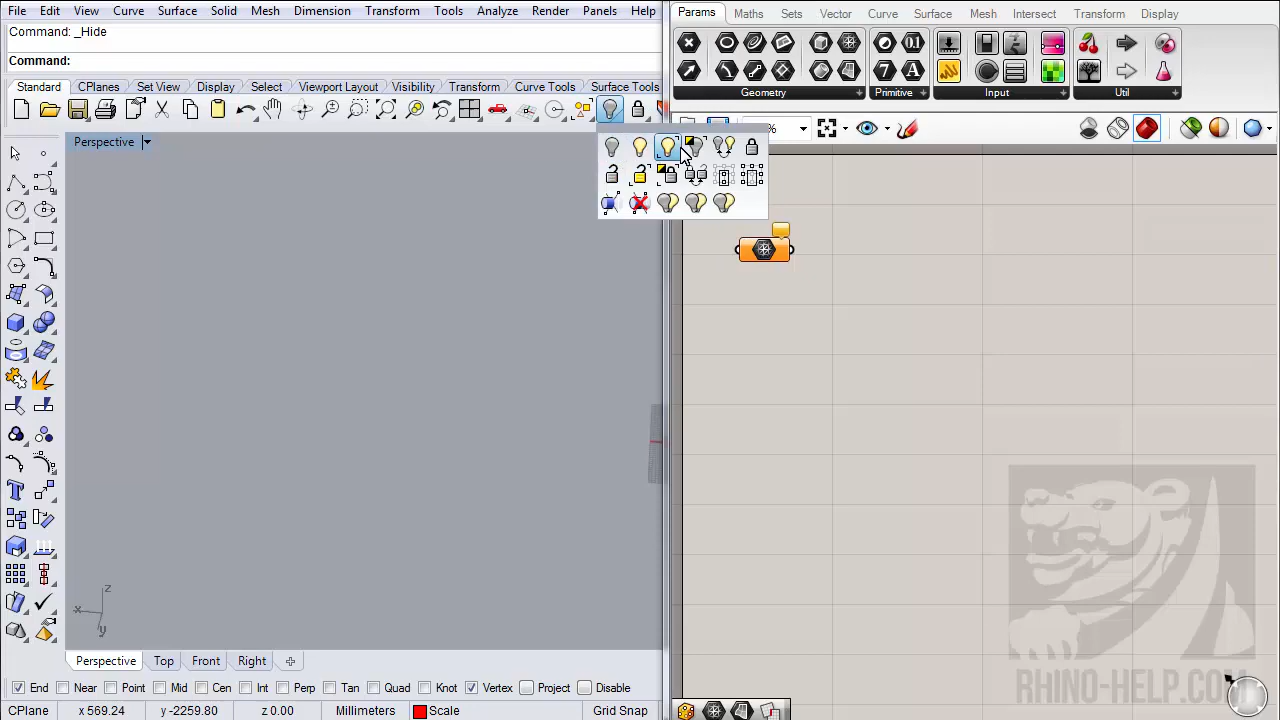 File Edit View Curve Surface Solid Mesh Dimension Transform Tools Analyze Render Panels Help
Command: _Hide
Command:
Standard CPlanes Set View Display Select Viewport Layout Visibility Transform Curve Tools Surface Tools
Perspective
z
x
y
Perspective Top Front Right
End Near Point Mid Cen Int Perp Tan Quad Knot Vertex Project Disable
CPlane x 569.24 y -2259.80 z 0.00 Millimeters Scale Grid Snap
Params Maths Sets Vector Curve Surface Mesh Intersect Transform Display
Geometry Primitive Input Util
%
RHINO-HELP.COM